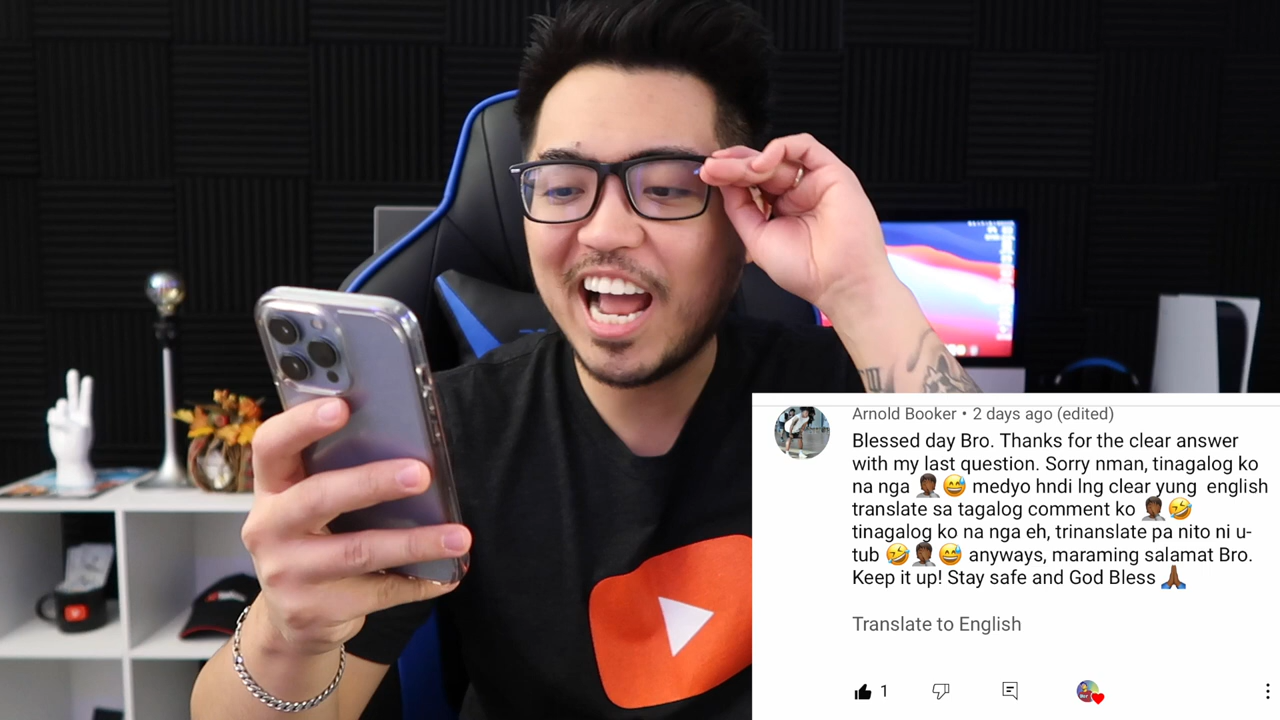 Arnold Booker • 2 days ago (edited)
Blessed day Bro. Thanks for the clear answer
with my last question. Sorry nman, tinagalog ko
na nga 🤦🏾‍♂️😅 medyo hndi lng clear yung english
translate sa tagalog comment ko 🤦🏾‍♂️🤣
tinagalog ko na nga eh, trinanslate pa nito ni u-
tub 🤣🤦🏾‍♂️😅 anyways, maraming salamat Bro.
Keep it up! Stay safe and God Bless 🙏🏾
Translate to English
1